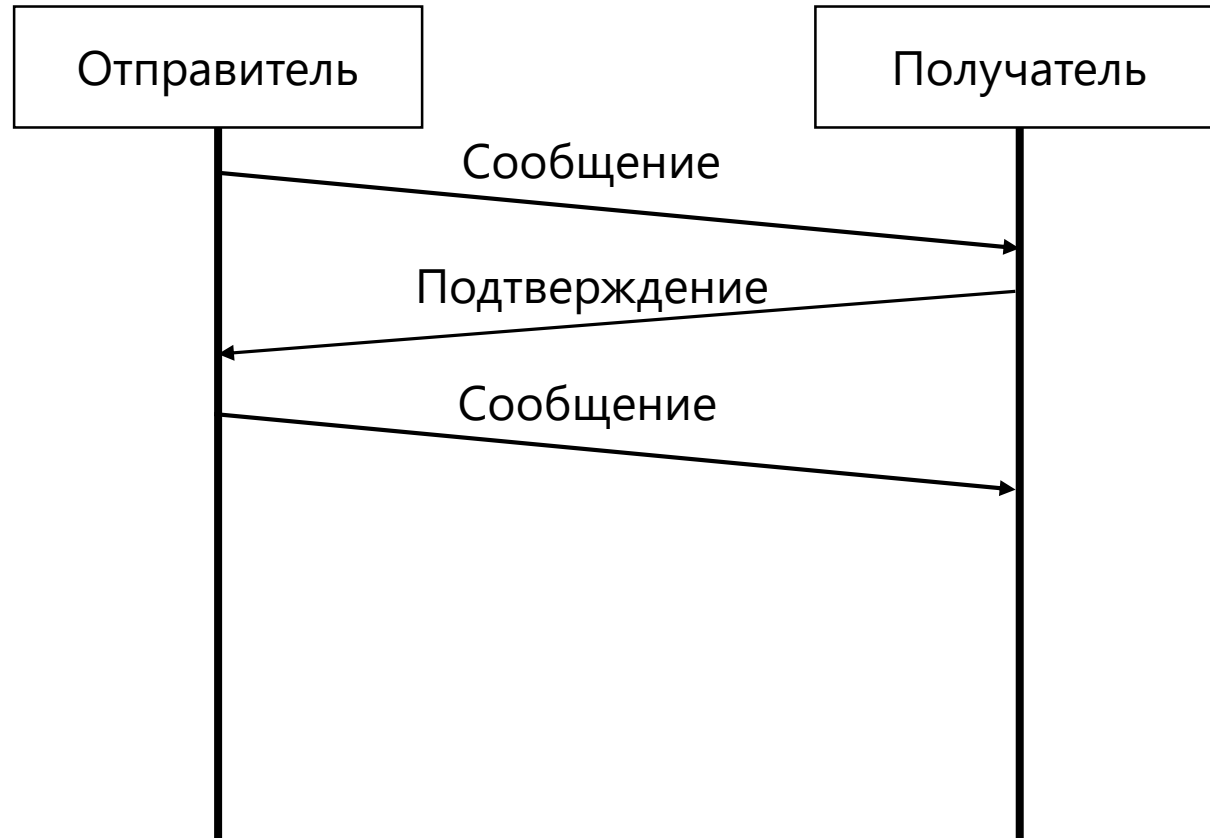 Отправитель
Получатель
Сообщение
Подтверждение
Сообщение